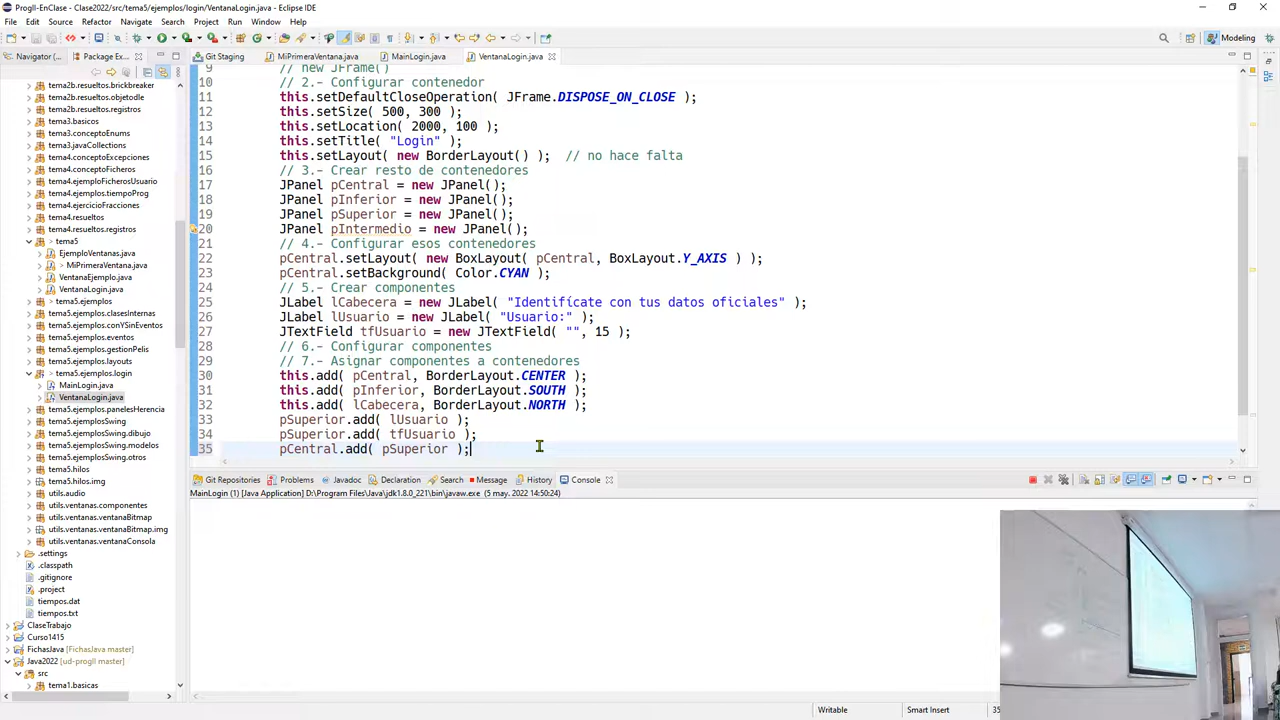 ProgII-EnClase - Clase2022/src/tema5/ejemplos/login/VentanaLogin.java - Eclipse IDE
File Edit Source Refactor Navigate Search Project Run Window Help
Modeling
Navigator (... Package Ex...
Git Staging MiPrimeraVentana.java MainLogin.java VentanaLogin.java
tema2b.resueltos.brickbreaker
tema2b.resueltos.objetodle
tema2b.resueltos.registros
tema3.basicos
tema3.conceptoEnums
tema3.javaCollections
tema4.conceptoExcepciones
tema4.conceptoFicheros
tema4.ejemploFicherosUsuario
tema4.ejemplos.tiempoProg
tema4.ejercicioFracciones
tema4.resueltos
tema4.resueltos.registros
> tema5
EjemploVentanas.java
> MiPrimeraVentana.java
VentanaEjemplo.java
VentanaLogin.java
tema5.ejemplos
tema5.ejemplos.clasesInternas
tema5.ejemplos.conYSinEventos
tema5.ejemplos.eventos
tema5.ejemplos.gestionPelis
tema5.ejemplos.layouts
> tema5.ejemplos.login
MainLogin.java
VentanaLogin.java
tema5.ejemplos.panelesHerencia
tema5.ejemplosSwing
tema5.ejemplosSwing.dibujo
tema5.ejemplosSwing.modelos
tema5.ejemplosSwing.otros
tema5.hilos
tema5.hilos.img
utils.audio
utils.ventanas.componentes
utils.ventanas.ventanaBitmap
utils.ventanas.ventanaBitmap.img
utils.ventanas.ventanaConsola
.settings
.classpath
.gitignore
.project
tiempos.dat
tiempos.txt
ClaseTrabajo
Curso1415
FichasJava [FichasJava master]
Java2022 [ud-progII master]
src
tema1.basicas
9 // new JFrame()
10 // 2.- Configurar contenedor
11 this.setDefaultCloseOperation( JFrame.DISPOSE_ON_CLOSE );
12 this.setSize( 500, 300 );
13 this.setLocation( 2000, 100 );
14 this.setTitle( "Login" );
15 this.setLayout( new BorderLayout() ); // no hace falta
16 // 3.- Crear resto de contenedores
17 JPanel pCentral = new JPanel();
18 JPanel pInferior = new JPanel();
19 JPanel pSuperior = new JPanel();
20 JPanel pIntermedio = new JPanel();
21 // 4.- Configurar esos contenedores
22 pCentral.setLayout( new BoxLayout( pCentral, BoxLayout.Y_AXIS ) );
23 pCentral.setBackground( Color.CYAN );
24 // 5.- Crear componentes
25 JLabel lCabecera = new JLabel( "Identifícate con tus datos oficiales" );
26 JLabel lUsuario = new JLabel( "Usuario:" );
27 JTextField tfUsuario = new JTextField( "", 15 );
28 // 6.- Configurar componentes
29 // 7.- Asignar componentes a contenedores
30 this.add( pCentral, BorderLayout.CENTER );
31 this.add( pInferior, BorderLayout.SOUTH );
32 this.add( lCabecera, BorderLayout.NORTH );
33 pSuperior.add( lUsuario );
34 pSuperior.add( tfUsuario );
35 pCentral.add( pSuperior );
Git Repositories Problems Javadoc Declaration Search Message History Console
MainLogin (1) [Java Application] D:\Program Files\Java\jdk1.8.0_221\bin\javaw.exe (5 may. 2022 14:50:24)
Writable Smart Insert 35